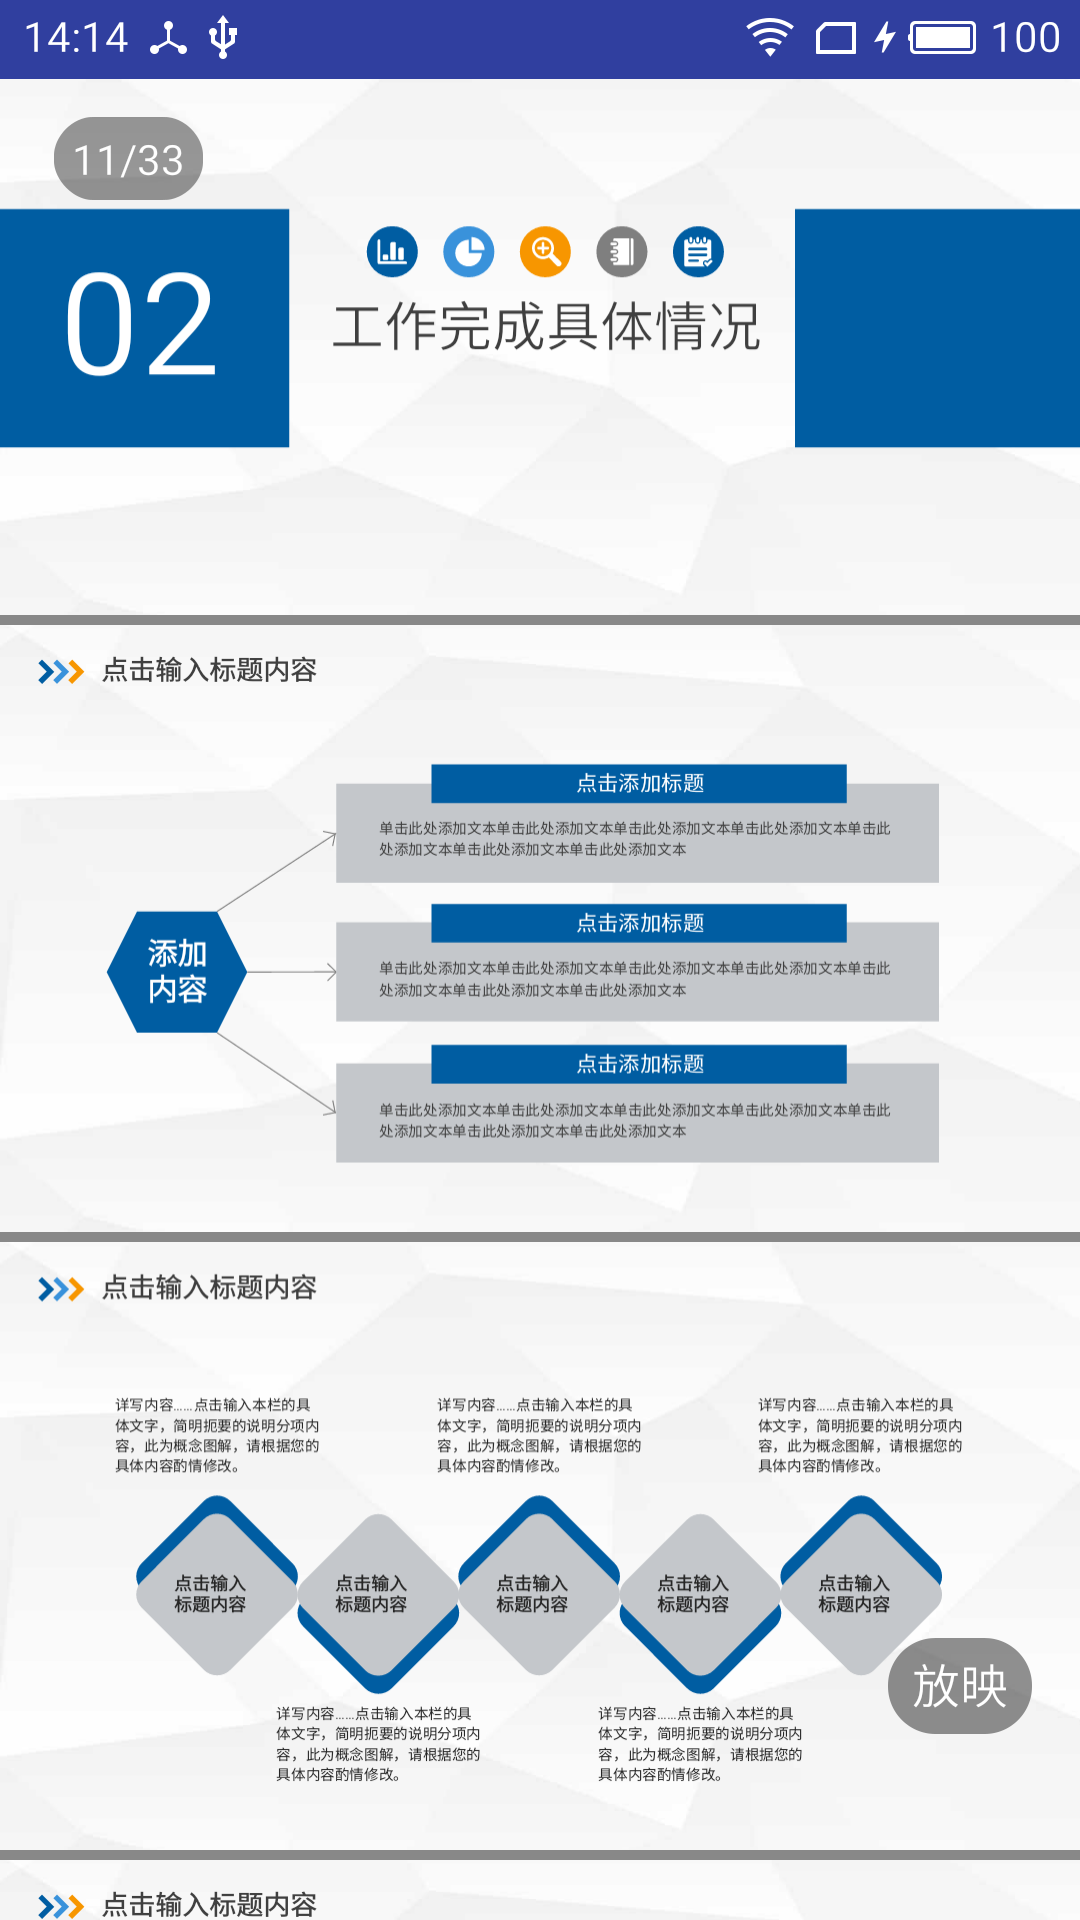 14:14
100
11/33
02
工作完成具体情况
点击输入标题内容
点击添加标题
单击此处添加文本单击此处添加文本单击此处添加文本单击此处添加文本单击此
处添加文本单击此处添加文本单击此处添加文本
添加
内容
点击添加标题
单击此处添加文本单击此处添加文本单击此处添加文本单击此处添加文本单击此
处添加文本单击此处添加文本单击此处添加文本
点击添加标题
单击此处添加文本单击此处添加文本单击此处添加文本单击此处添加文本单击此
处添加文本单击此处添加文本单击此处添加文本
点击输入标题内容
详写内容……点击输入本栏的具
体文字，简明扼要的说明分项内
容，此为概念图解，请根据您的
具体内容酌情修改。
详写内容……点击输入本栏的具
体文字，简明扼要的说明分项内
容，此为概念图解，请根据您的
具体内容酌情修改。
详写内容……点击输入本栏的具
体文字，简明扼要的说明分项内
容，此为概念图解，请根据您的
具体内容酌情修改。
点击输入
标题内容
点击输入
标题内容
点击输入
标题内容
点击输入
标题内容
点击输入
标题内容
放映
详写内容……点击输入本栏的具
体文字，简明扼要的说明分项内
容，此为概念图解，请根据您的
具体内容酌情修改。
详写内容……点击输入本栏的具
体文字，简明扼要的说明分项内
容，此为概念图解，请根据您的
具体内容酌情修改。
点击输入标题内容